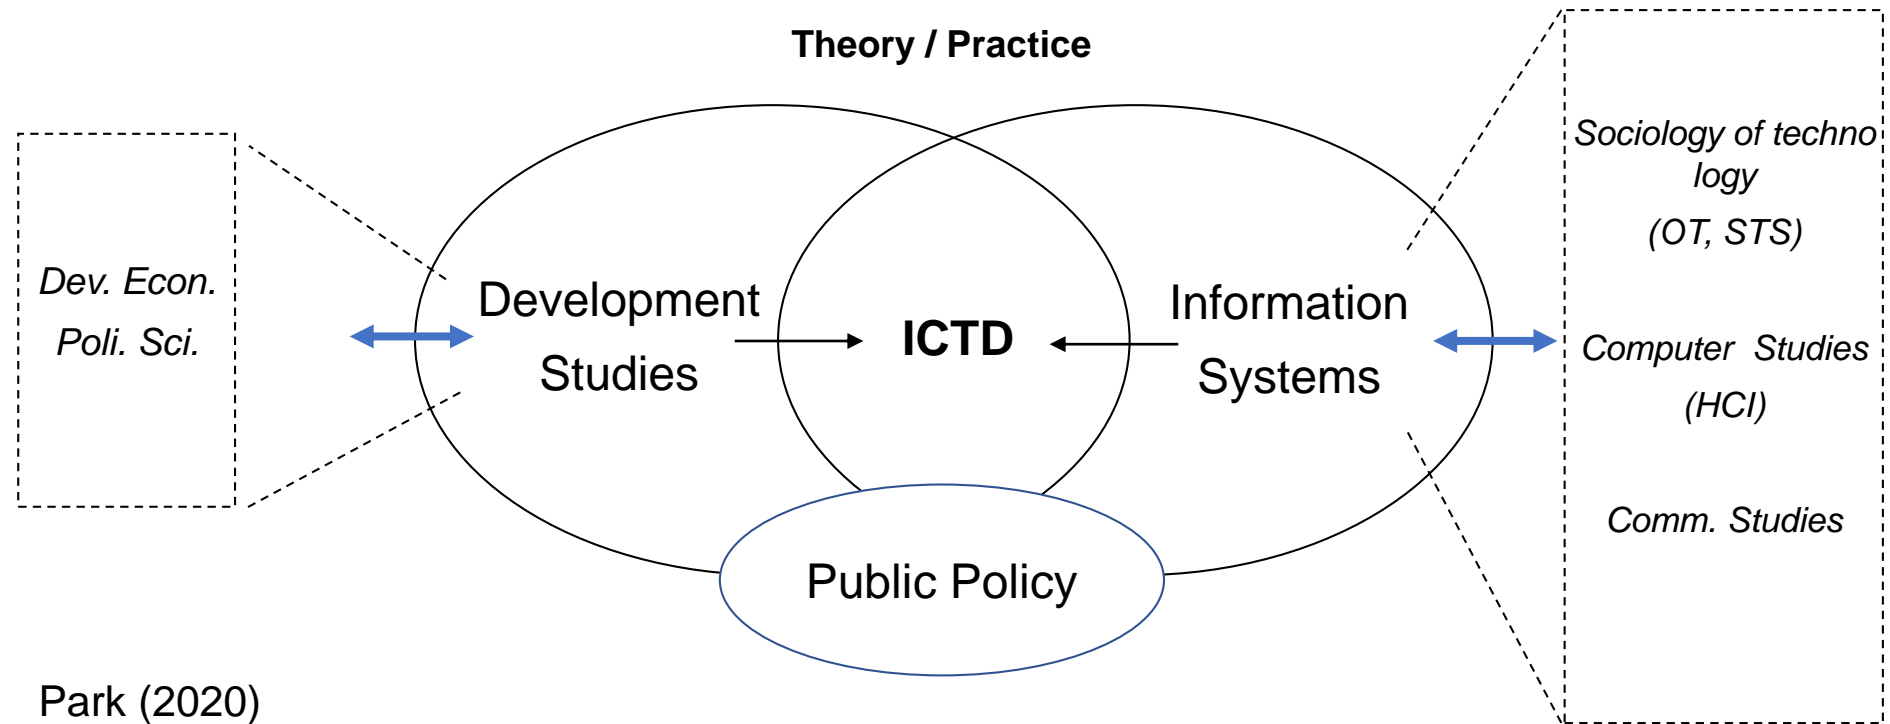 Theory / Practice
Dev. Econ.
Poli. Sci.
Development
Studies
ICTD
Information
Systems
Public Policy
Sociology of techno
logy
(OT, STS)
Computer  Studies
(HCI)
Comm. Studies
Park (2020)